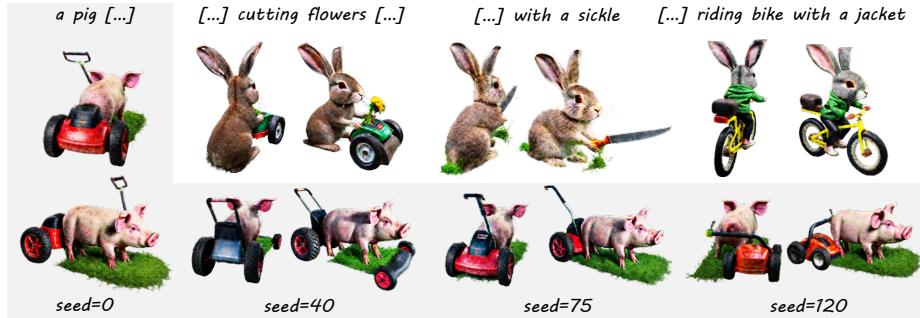 a pig [...]
[...] cutting flowers [...]
[...] with a sickle
[...] riding bike with a jacket
seed=0
seed=40
seed=75
seed=120